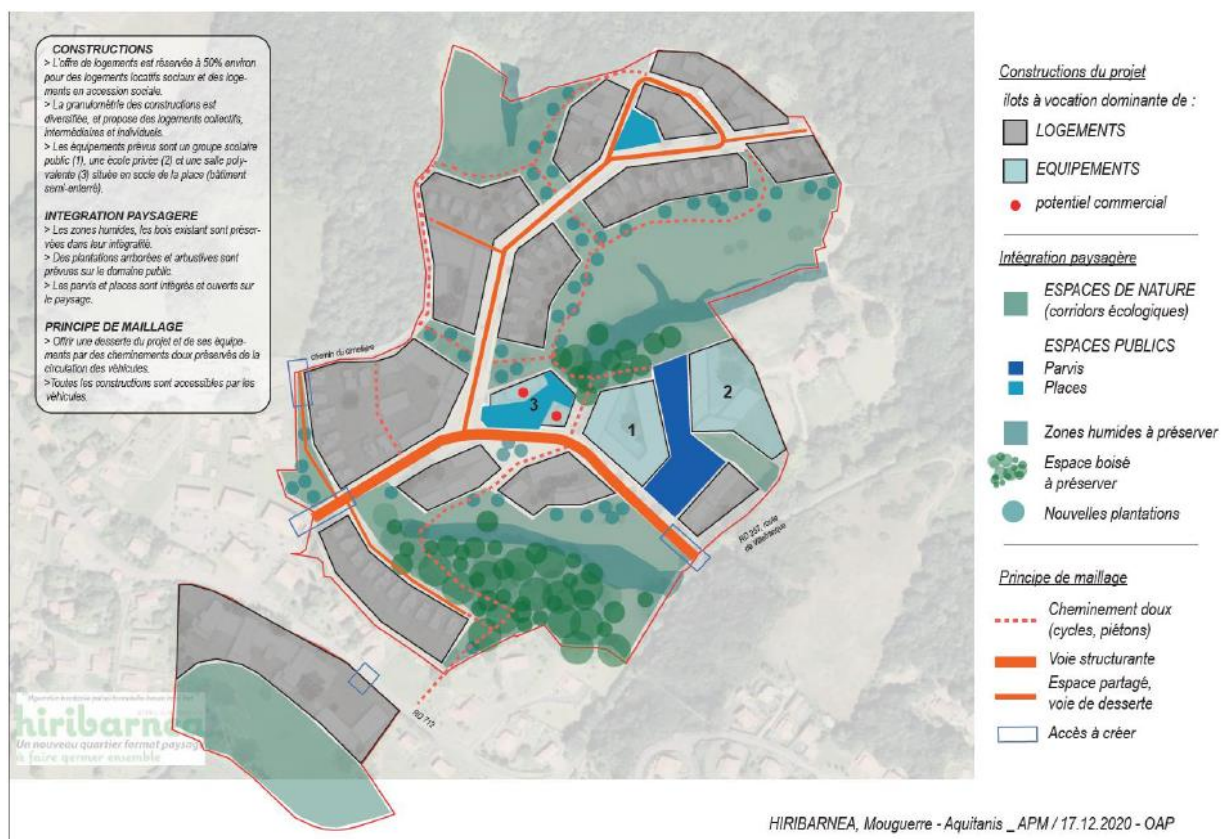 CONSTRUCTIONS
> L'offre de logements est réservée à 50% environ
pour des logements locatifs sociaux et des loge-
ments en accession sociale.
> La granulométrie des constructions est
diversifiée, et propose des logements collectifs,
intermédiaires et individuels.
> Les équipements prévus sont un groupe scolaire
public (1), une école privée (2) et une salle poly-
valente (3) située en socle de la place (bâtiment
semi-enterré).
INTEGRATION PAYSAGERE
> Les zones humides, les bois existant sont préser-
vées dans leur intégralité.
> Des plantations arborées et arbustives sont
prévues sur le domaine public.
> Les parvis et places sont intégrés et ouverts sur
le paysage.
PRINCIPE DE MAILLAGE
> Offrir une desserte du projet et de ses équipe-
ments par des cheminements doux préservés de la
circulation des véhicules.
>Toutes les constructions sont accessibles par les
véhicules.
chemin du cimetière
3
1
2
RD 257, route
de Villefranque
RD 712
hiribarnea
Un nouveau quartier format paysage
à faire germer ensemble
Constructions du projet
ilots à vocation dominante de :
LOGEMENTS
EQUIPEMENTS
potentiel commercial
Intégration paysagère
ESPACES DE NATURE
(corridors écologiques)
ESPACES PUBLICS
Parvis
Places
Zones humides à préserver
Espace boisé
à préserver
Nouvelles plantations
Principe de maillage
Cheminement doux
(cycles, piétons)
Voie structurante
Espace partagé,
voie de desserte
Accès à créer
HIRIBARNEA, Mouguerre - Aquitanis _ APM / 17.12.2020 - OAP